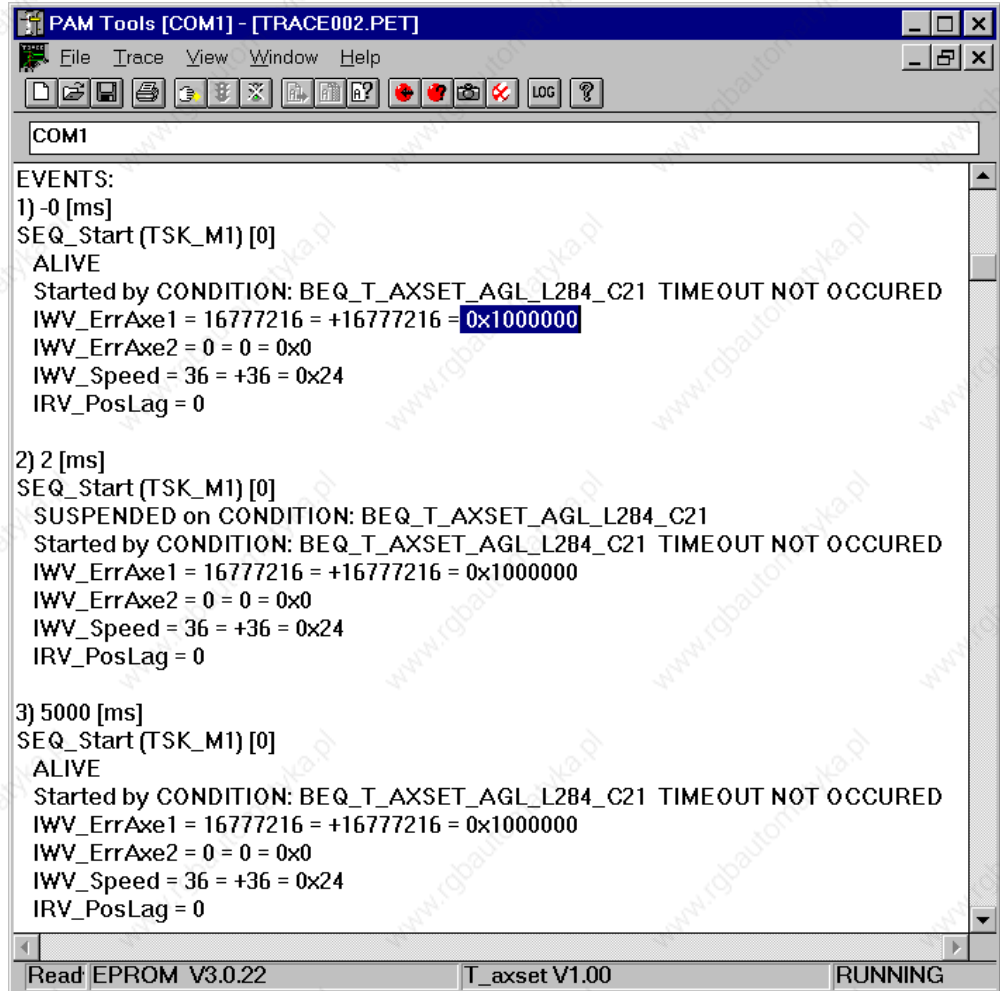 PAM Tools [COM1] - [TRACE002.PET]
File Trace View Window Help
LOG
COM1
EVENTS:
1) -0 [ms]
SEQ_Start (TSK_M1) [0]
ALIVE
Started by CONDITION: BEQ_T_AXSET_AGL_L284_C21 TIMEOUT NOT OCCURED
IWV_ErrAxe1 = 16777216 = +16777216 = 0x1000000
IWV_ErrAxe2 = 0 = 0 = 0x0
IWV_Speed = 36 = +36 = 0x24
IRV_PosLag = 0
2) 2 [ms]
SEQ_Start (TSK_M1) [0]
SUSPENDED on CONDITION: BEQ_T_AXSET_AGL_L284_C21
Started by CONDITION: BEQ_T_AXSET_AGL_L284_C21 TIMEOUT NOT OCCURED
IWV_ErrAxe1 = 16777216 = +16777216 = 0x1000000
IWV_ErrAxe2 = 0 = 0 = 0x0
IWV_Speed = 36 = +36 = 0x24
IRV_PosLag = 0
3) 5000 [ms]
SEQ_Start (TSK_M1) [0]
ALIVE
Started by CONDITION: BEQ_T_AXSET_AGL_L284_C21 TIMEOUT NOT OCCURED
IWV_ErrAxe1 = 16777216 = +16777216 = 0x1000000
IWV_ErrAxe2 = 0 = 0 = 0x0
IWV_Speed = 36 = +36 = 0x24
IRV_PosLag = 0
Read EPROM V3.0.22 T_axset V1.00 RUNNING
www.rgbautomatyka.pl